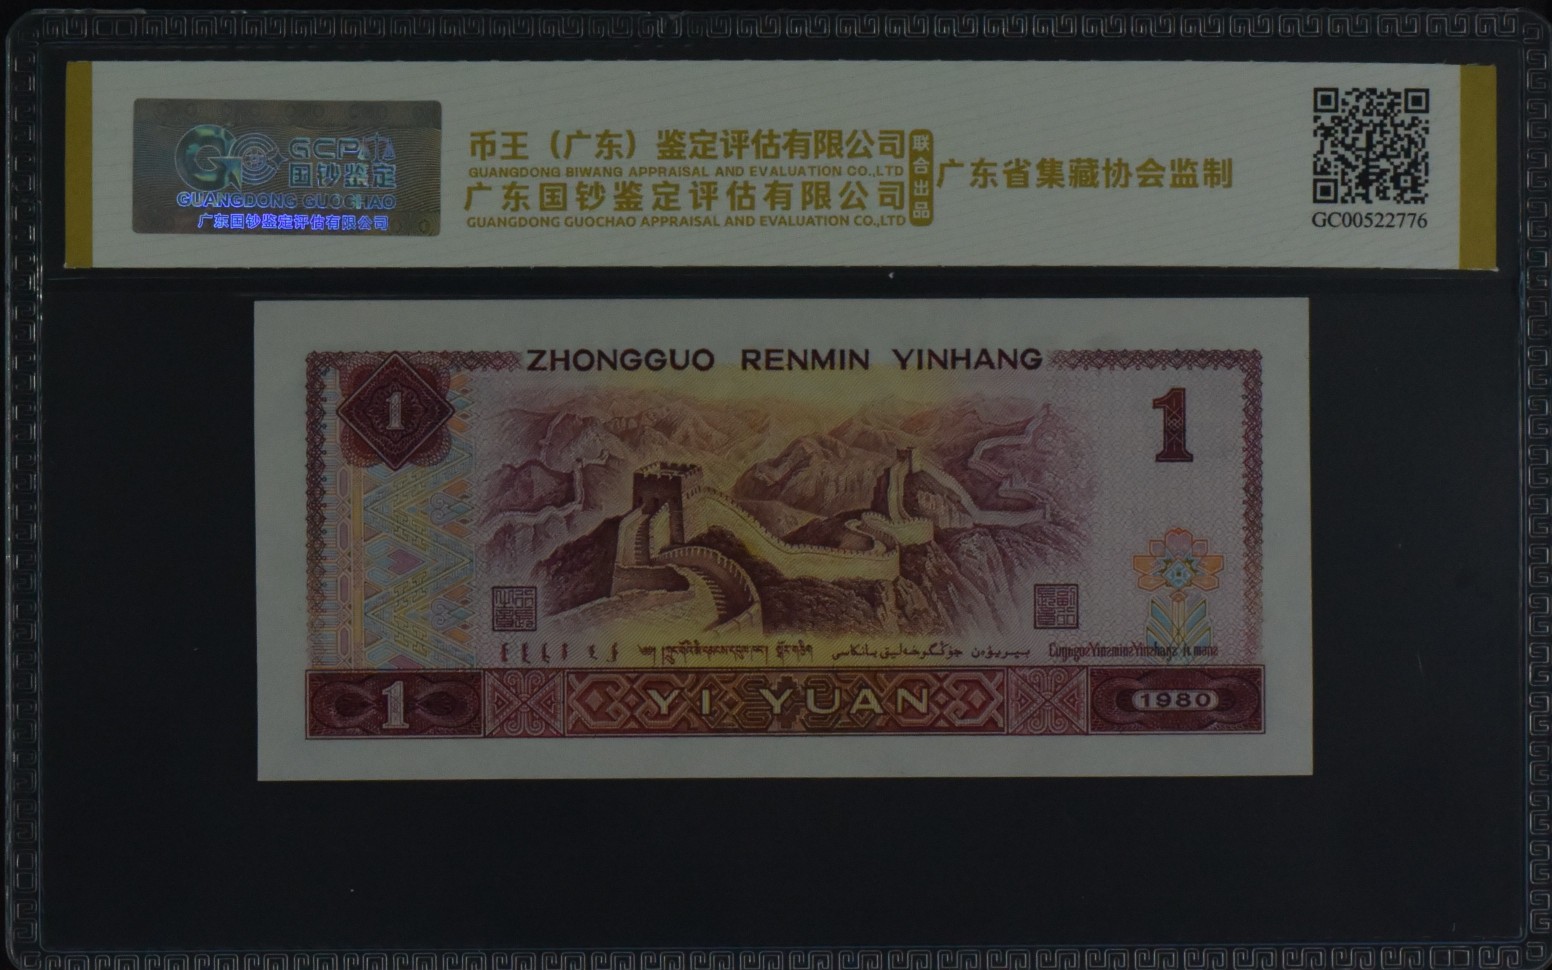 GCP
国钞鉴定
GUANGDONG GUOCHAO
广东国钞鉴定评估有限公司
币王（广东）鉴定评估有限公司
GUANGDONG BIWANG APPRAISAL AND EVALUATION CO.,LTD
广东国钞鉴定评估有限公司
GUANGDONG GUOCHAO APPRAISAL AND EVALUATION CO.,LTD
联合出品
广东省集藏协会监制
GC00522776
ZHONGGUO RENMIN YINHANG
1
1
1
YI YUAN
1980